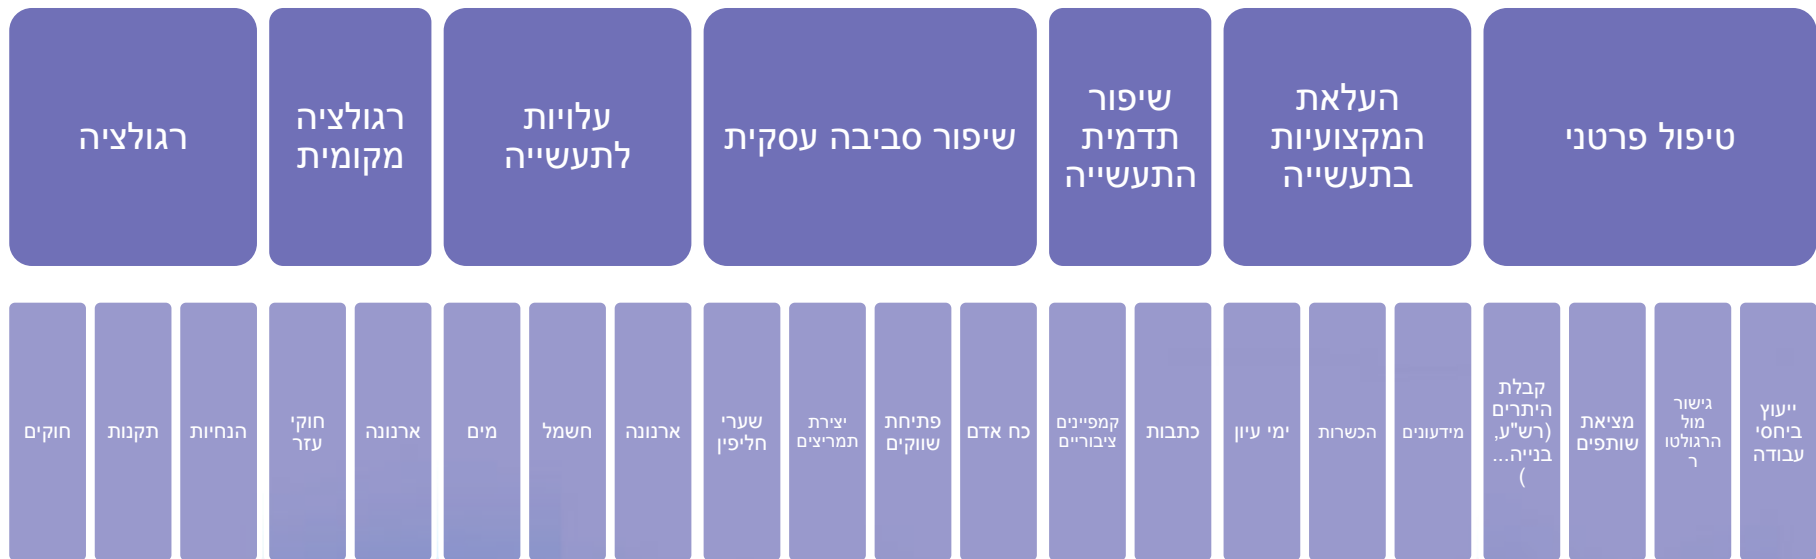 טיפול פרטני
העלאת
המקצועיות
בתעשייה
שיפור
תדמית
התעשייה
שיפור סביבה עסקית
עלויות
לתעשייה
רגולציה
מקומית
רגולציה
ייעוץ
ביחסי
עבודה
גישור
מול
הרגולטו
ר
מציאת
שותפים
קבלת
היתרים
(רש"ע,
בנייה...
)
מידעונים
הכשרות
ימי עיון
כתבות
קמפיינים
ציבוריים
כח אדם
פתיחת
שווקים
יצירת
תמריצים
שערי
חליפין
ארנונה
חשמל
מים
ארנונה
חוקי
עזר
הנחיות
תקנות
חוקים